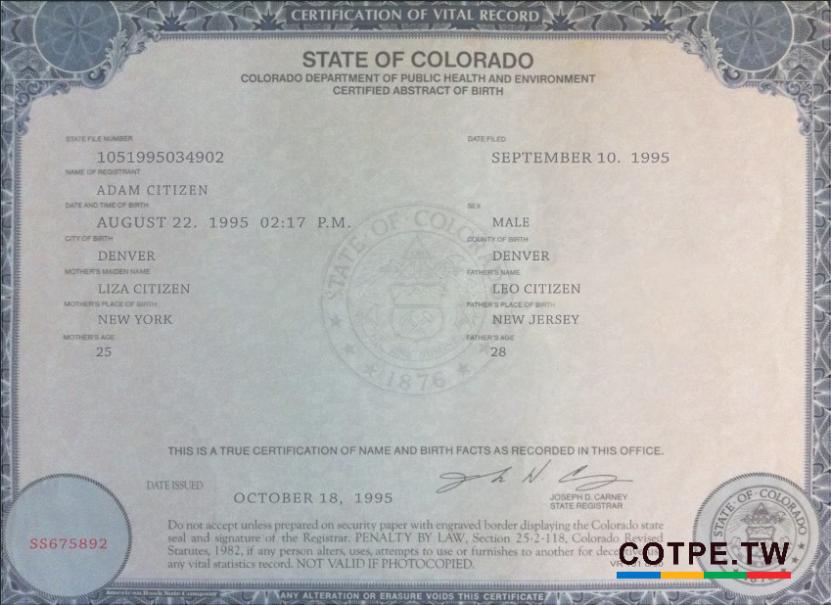 CERTIFICATION OF VITAL RECORD
STATE OF COLORADO
COLORADO DEPARTMENT OF PUBLIC HEALTH AND ENVIRONMENT
CERTIFIED ABSTRACT OF BIRTH
STATE FILE NUMBER DATE FILED
1051995034902 SEPTEMBER 10. 1995
NAME OF REGISTRANT
ADAM CITIZEN
DATE AND TIME OF BIRTH SEX
AUGUST 22. 1995 02:17 P.M. MALE
CITY OF BIRTH COUNTY OF BIRTH
DENVER DENVER
MOTHER'S MAIDEN NAME FATHER'S NAME
LIZA CITIZEN LEO CITIZEN
MOTHER'S PLACE OF BIRTH FATHER'S PLACE OF BIRTH
NEW YORK NEW JERSEY
MOTHER'S AGE FATHER'S AGE
25 28
STATE OF COLORADO
1876
THIS IS A TRUE CERTIFICATION OF NAME AND BIRTH FACTS AS RECORDED IN THIS OFFICE.
DATE ISSUED
OCTOBER 18, 1995
JOSEPH D. CARNEY
STATE REGISTRAR
SS675892
Do not accept unless prepared on security paper with engraved border displaying the Colorado state
seal and signature of the Registrar. PENALTY BY LAW, Section 25-2-118, Colorado Revised
Statutes, 1982, if any person alters, uses, attempts to use or furnishes to another for
any vital statistics record. NOT VALID IF PHOTOCOPIED.
STATE OF COLORADO
1876
COTPE.TW
American Bank Note Company
ANY ALTERATION OR ERASURE VOIDS THIS CERTIFICATE